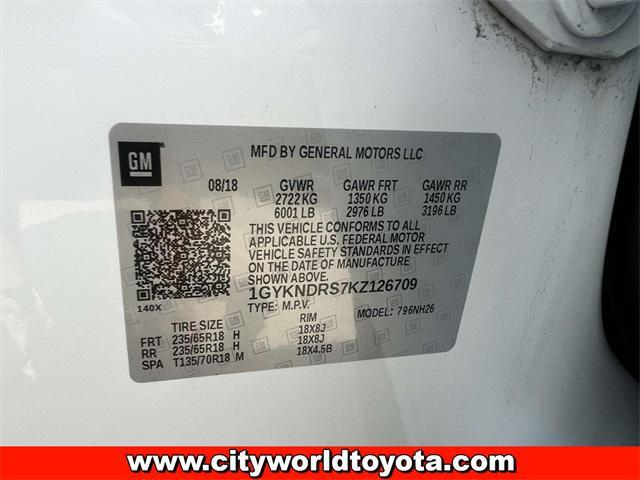 GM
MFD BY GENERAL MOTORS LLC
08/18 GVWR GAWR FRT GAWR RR
2722 KG 1350 KG 1450 KG
6001 LB 2976 LB 3196 LB
THIS VEHICLE CONFORMS TO ALL
APPLICABLE U.S. FEDERAL MOTOR
VEHICLE SAFETY STANDARDS IN EFFECT
ON THE DATE OF MANUFACTURE
SHOWN ABOVE.
1GYKNDRS7KZ126709
140X
TYPE: M.P.V. MODEL: 796NH26
TIRE SIZE RIM
FRT 235/65R18 H 18X8J
RR 235/65R18 H 18X8J
SPA T135/70R18 M 18X4.5B
www.cityworldtoyota.com